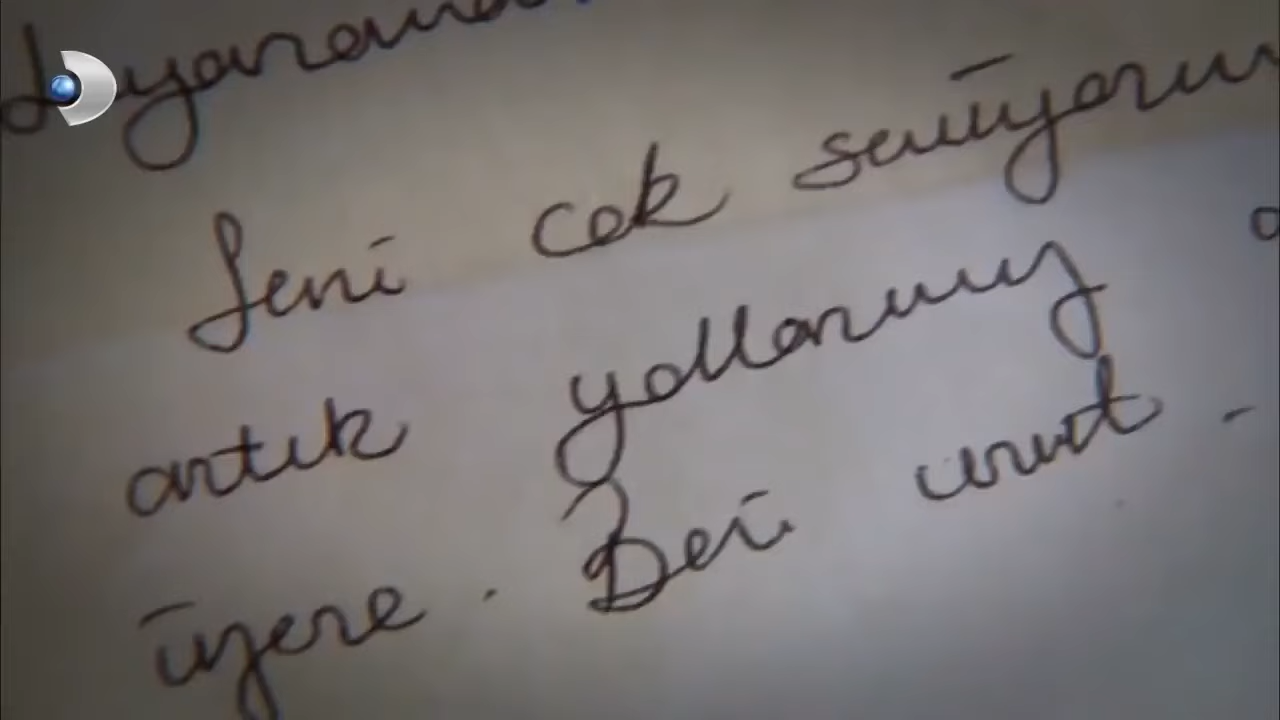 Seni çok seviyorum
artık yollarımız
üzere. Beni unut.